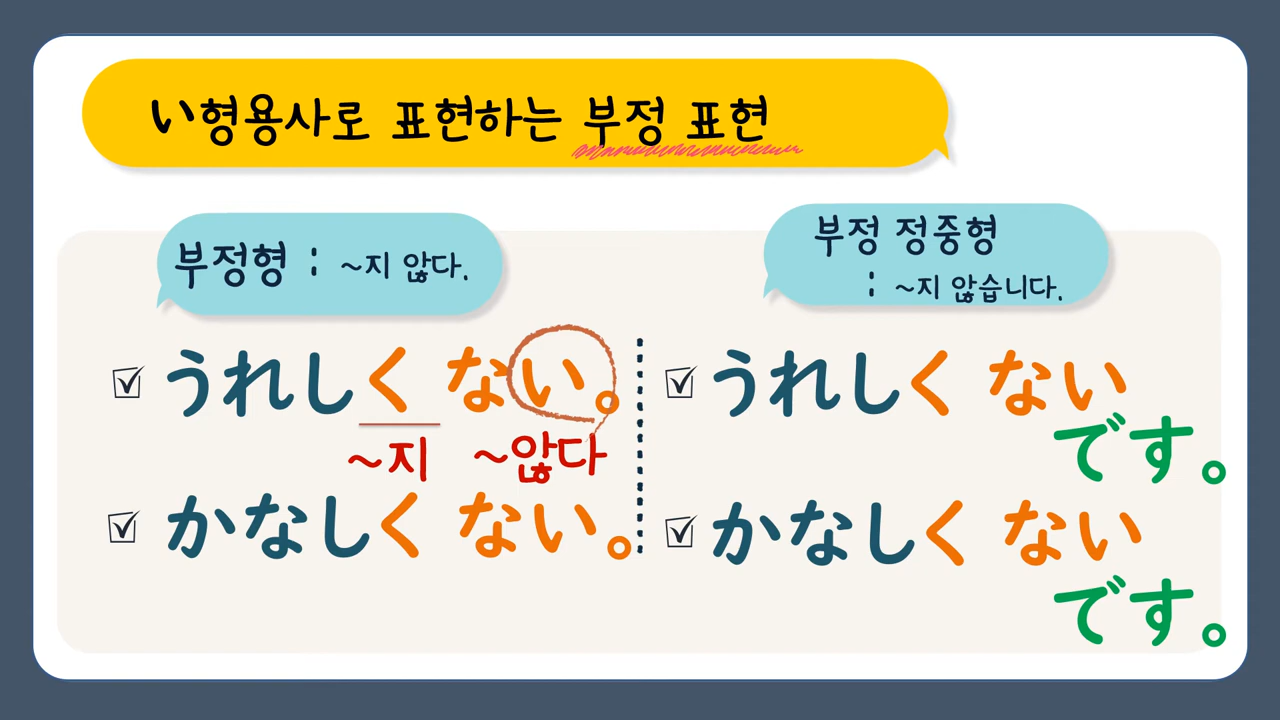 い형용사로 표현하는 부정 표현
부정형 : ~지 않다.
うれしく ない。
~지 ~않다
かなしく ない。
부정 정중형
: ~지 않습니다.
うれしく ない
です。
かなしく ない
です。